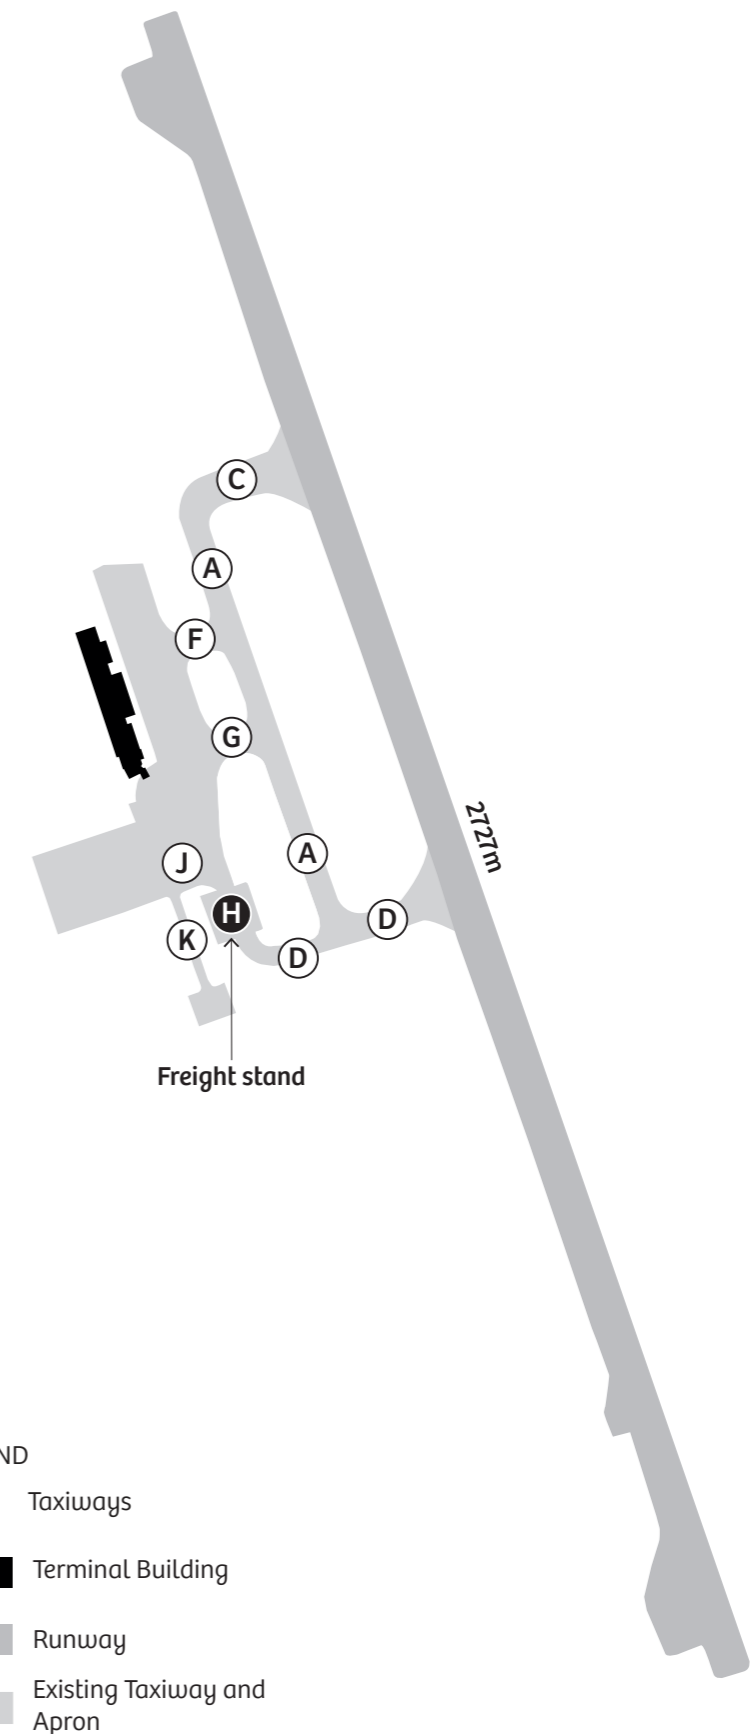 C
A
F
G
2727m
A
J
H
D
K
D
Freight stand
ND
Taxiways
Terminal Building
Runway
Existing Taxiway and
Apron